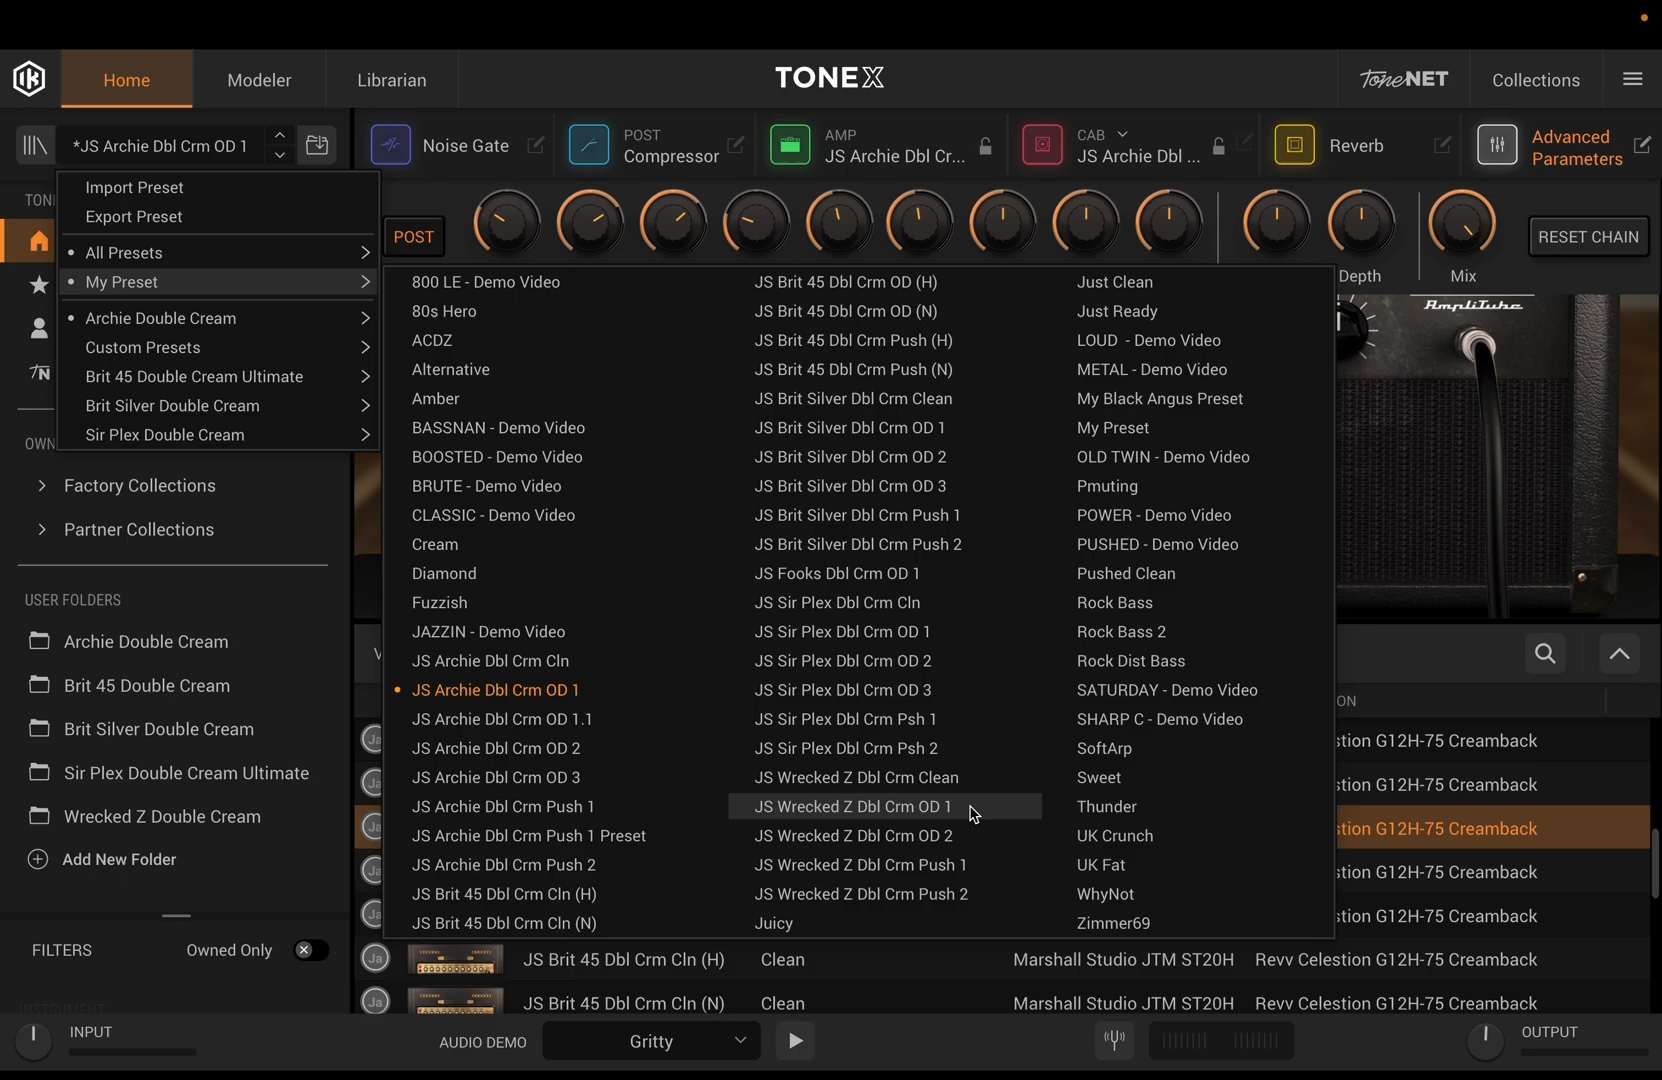 Home
Modeler
Librarian
TONEX
ToneNET
Collections
*JS Archie Dbl Crm OD 1
Noise Gate
POST
Compressor
AMP
JS Archie Dbl Cr...
CAB
JS Archie Dbl ...
Reverb
Advanced
Parameters
Import Preset
Export Preset
All Presets
My Preset
Archie Double Cream
Custom Presets
Brit 45 Double Cream Ultimate
Brit Silver Double Cream
Sir Plex Double Cream
POST
Depth
Mix
RESET CHAIN
AmpliTube
800 LE - Demo Video
80s Hero
ACDZ
Alternative
Amber
BASSNAN - Demo Video
BOOSTED - Demo Video
BRUTE - Demo Video
CLASSIC - Demo Video
Cream
Diamond
Fuzzish
JAZZIN - Demo Video
JS Archie Dbl Crm Cln
JS Archie Dbl Crm OD 1
JS Archie Dbl Crm OD 1.1
JS Archie Dbl Crm OD 2
JS Archie Dbl Crm OD 3
JS Archie Dbl Crm Push 1
JS Archie Dbl Crm Push 1 Preset
JS Archie Dbl Crm Push 2
JS Brit 45 Dbl Crm Cln (H)
JS Brit 45 Dbl Crm Cln (N)
JS Brit 45 Dbl Crm OD (H)
JS Brit 45 Dbl Crm OD (N)
JS Brit 45 Dbl Crm Push (H)
JS Brit 45 Dbl Crm Push (N)
JS Brit Silver Dbl Crm Clean
JS Brit Silver Dbl Crm OD 1
JS Brit Silver Dbl Crm OD 2
JS Brit Silver Dbl Crm OD 3
JS Brit Silver Dbl Crm Push 1
JS Brit Silver Dbl Crm Push 2
JS Fooks Dbl Crm OD 1
JS Sir Plex Dbl Crm Cln
JS Sir Plex Dbl Crm OD 1
JS Sir Plex Dbl Crm OD 2
JS Sir Plex Dbl Crm OD 3
JS Sir Plex Dbl Crm Psh 1
JS Sir Plex Dbl Crm Psh 2
JS Wrecked Z Dbl Crm Clean
JS Wrecked Z Dbl Crm OD 1
JS Wrecked Z Dbl Crm OD 2
JS Wrecked Z Dbl Crm Push 1
JS Wrecked Z Dbl Crm Push 2
Juicy
Just Clean
Just Ready
LOUD - Demo Video
METAL - Demo Video
My Black Angus Preset
My Preset
OLD TWIN - Demo Video
Pmuting
POWER - Demo Video
PUSHED - Demo Video
Pushed Clean
Rock Bass
Rock Bass 2
Rock Dist Bass
SATURDAY - Demo Video
SHARP C - Demo Video
SoftArp
Sweet
Thunder
UK Crunch
UK Fat
WhyNot
Zimmer69
TON
OWN
Factory Collections
Partner Collections
USER FOLDERS
Archie Double Cream
Brit 45 Double Cream
Brit Silver Double Cream
Sir Plex Double Cream Ultimate
Wrecked Z Double Cream
Add New Folder
FILTERS
Owned Only
INSTRUMENT
ON
stion G12H-75 Creamback
stion G12H-75 Creamback
stion G12H-75 Creamback
stion G12H-75 Creamback
stion G12H-75 Creamback
Ja JS Brit 45 Dbl Crm Cln (H) Clean Marshall Studio JTM ST20H Revv Celestion G12H-75 Creamback
Ja JS Brit 45 Dbl Crm Cln (N) Clean Marshall Studio JTM ST20H Revv Celestion G12H-75 Creamback
INPUT
AUDIO DEMO
Gritty
OUTPUT